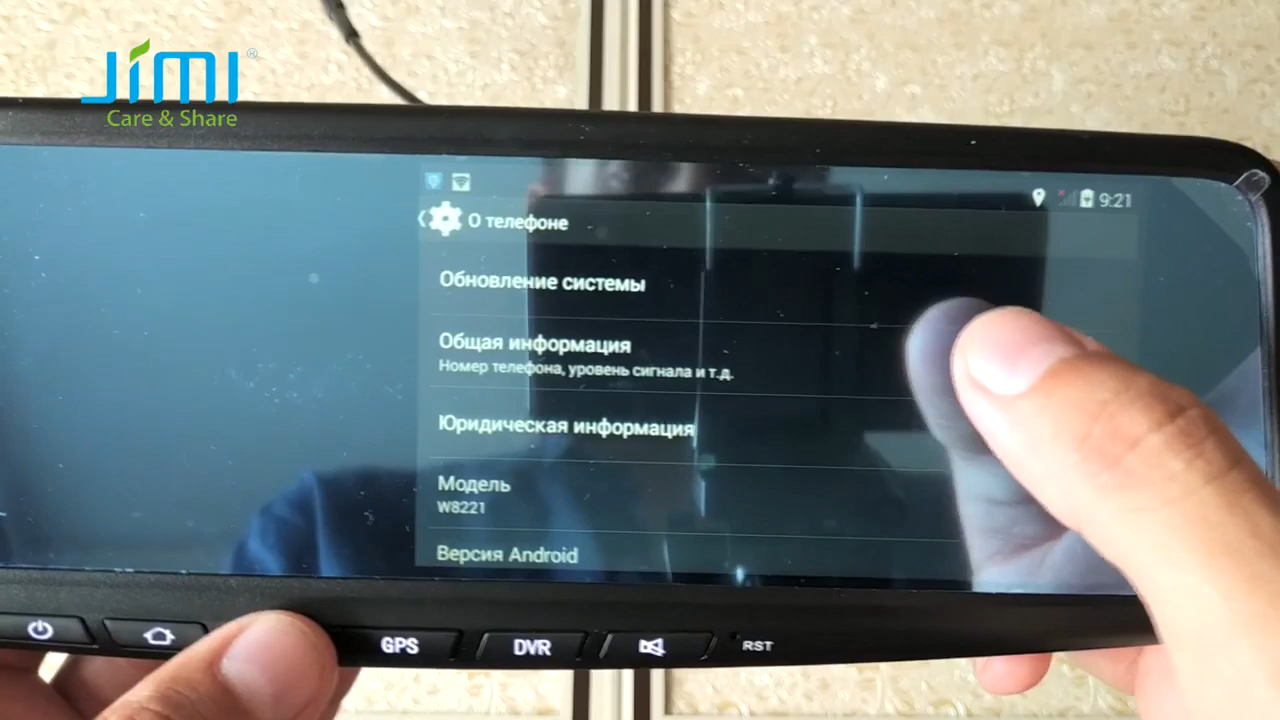 JiMI®
Care & Share
9:21
О телефоне
Обновление системы
Общая информация
Номер телефона, уровень сигнала и т.д.
Юридическая информация
Модель
W8221
Версия Android
GPS
DVR
RST